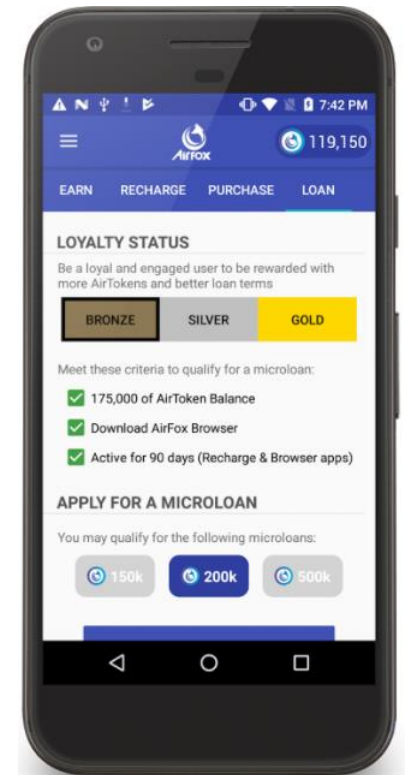 7:42 PM
AIRFOX
119,150
EARN RECHARGE PURCHASE LOAN
LOYALTY STATUS
Be a loyal and engaged user to be rewarded with
more AirTokens and better loan terms
BRONZE SILVER GOLD
Meet these criteria to qualify for a microloan:
175,000 of AirToken Balance
Download AirFox Browser
Active for 90 days (Recharge & Browser apps)
APPLY FOR A MICROLOAN
You may qualify for the following microloans:
150k 200k 500k